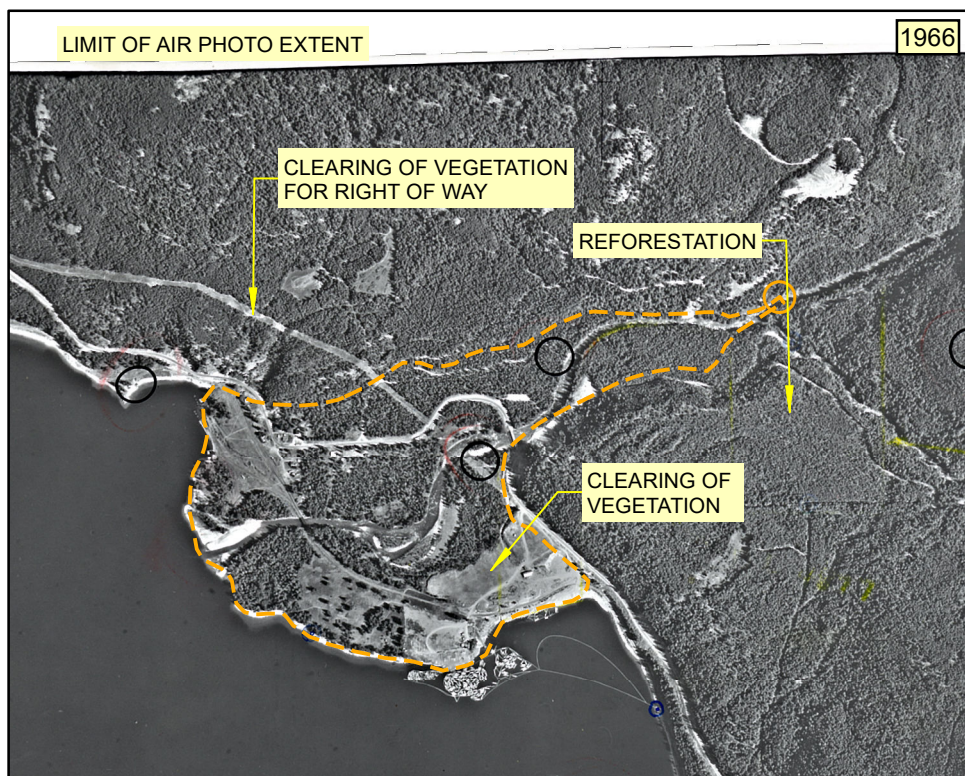 LIMIT OF AIR PHOTO EXTENT
1966
CLEARING OF VEGETATION
FOR RIGHT OF WAY
REFORESTATION
CLEARING OF
VEGETATION